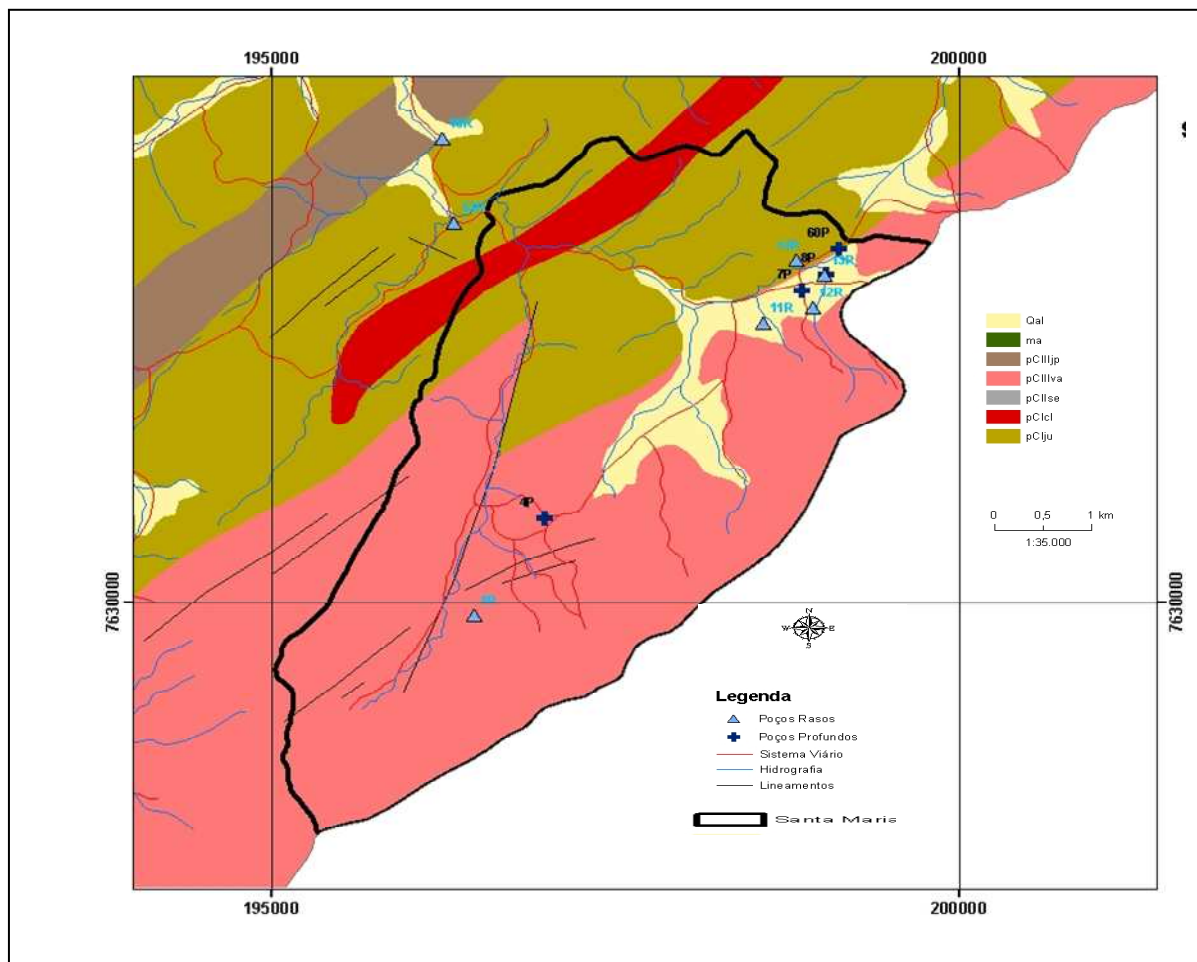 195000
200000
60P
8P
13R
7P
12R
11R
4P
7630000
7630000
Qal
ma
pCIIIjp
pCIIIva
pCIIse
pCIcl
pCIju
0 0,5 1 km
1:35.000
N
W E
S
Legenda
Poços Rasos
Poços Profundos
Sistema Viário
Hidrografia
Lineamentos
Santa Maria
195000
200000